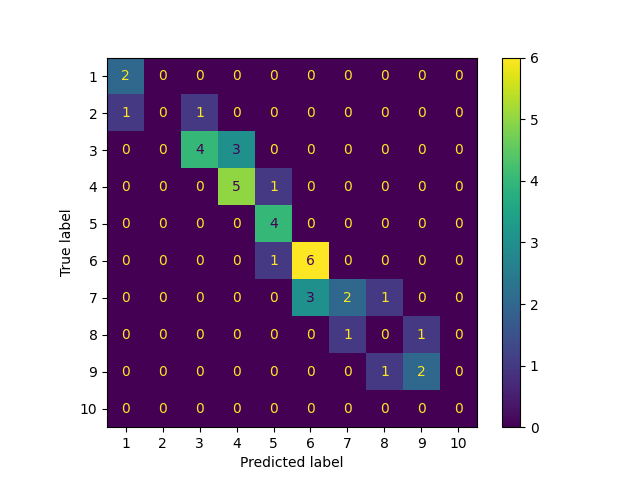 1 2 0 0 0 0 0 0 0 0 0
2 1 0 1 0 0 0 0 0 0 0
3 0 0 4 3 0 0 0 0 0 0
4 0 0 0 5 1 0 0 0 0 0
5 0 0 0 0 4 0 0 0 0 0
6 0 0 0 0 1 6 0 0 0 0
7 0 0 0 0 0 3 2 1 0 0
8 0 0 0 0 0 0 1 0 1 0
9 0 0 0 0 0 0 0 1 2 0
10 0 0 0 0 0 0 0 0 0 0
1 2 3 4 5 6 7 8 9 10
Predicted label
True label
6
5
4
3
2
1
0